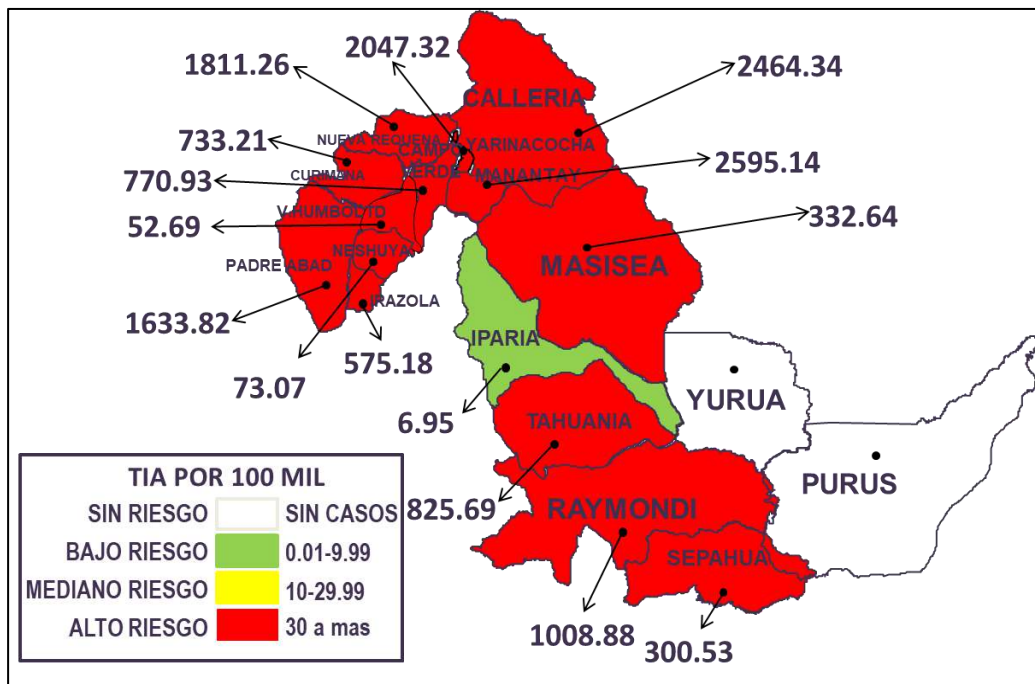 2047.32
1811.26
2464.34
CALLERIA
NUEVA REQUENA
733.21
CAMPO
VERDE
YARINACOCHA
2595.14
CURIMANA
MANANTAY
770.93
332.64
V.HUMBOLTD
52.69
NESHUYA
MASISEA
PADRE ABAD
IRAZOLA
1633.82
IPARIA
575.18
73.07
YURUA
6.95
TAHUANIA
PURUS
825.69
RAYMONDI
SEPAHUA
1008.88
300.53
TIA POR 100 MIL
SIN RIESGO SIN CASOS
BAJO RIESGO 0.01-9.99
MEDIANO RIESGO 10-29.99
ALTO RIESGO 30 a mas